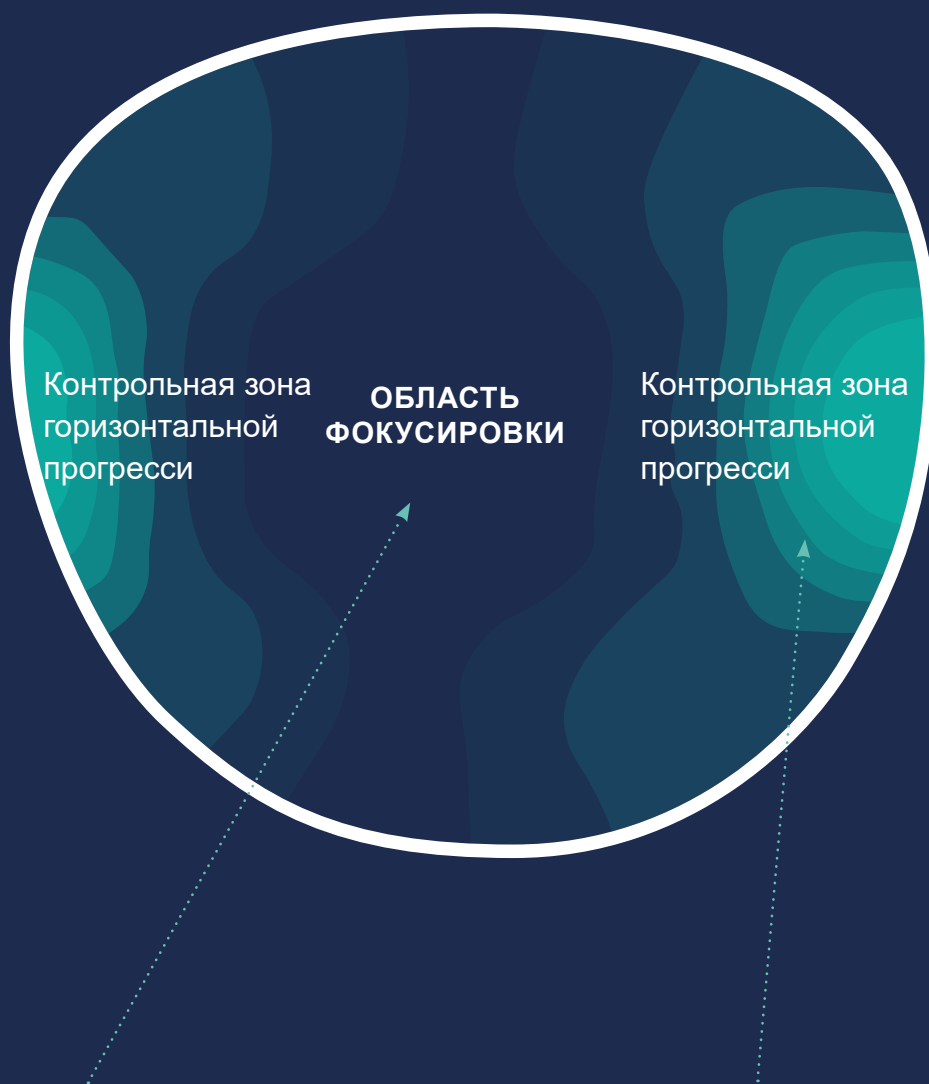 Контрольная зона
горизонтальной
прогресси
ОБЛАСТЬ
ФОКУСИРОВКИ
Контрольная зона
горизонтальной
прогресси